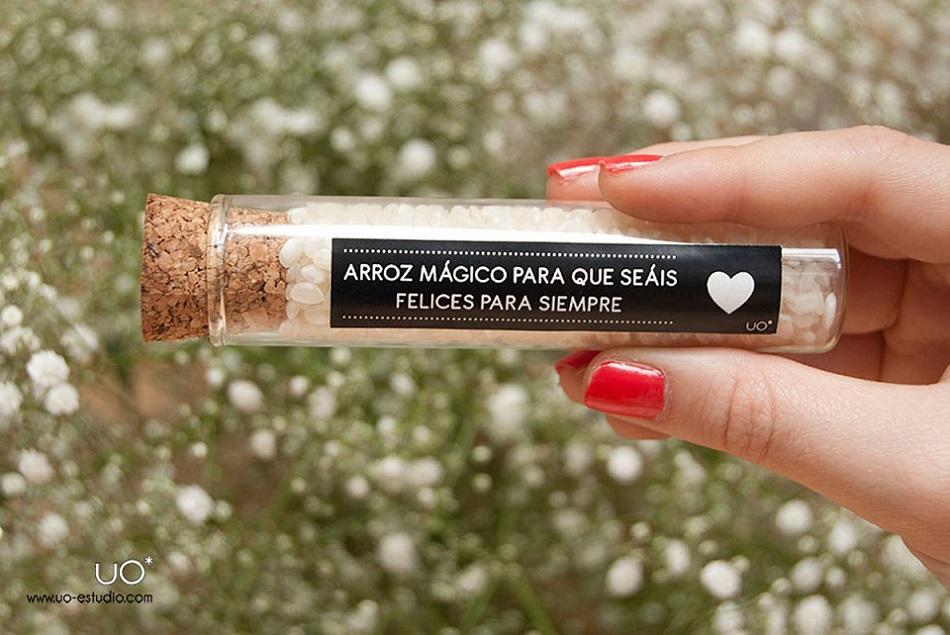 ARROZ MÁGICO PARA QUE SEÁIS
FELICES PARA SIEMPRE
UO*
UO*
www.uo-estudio.com